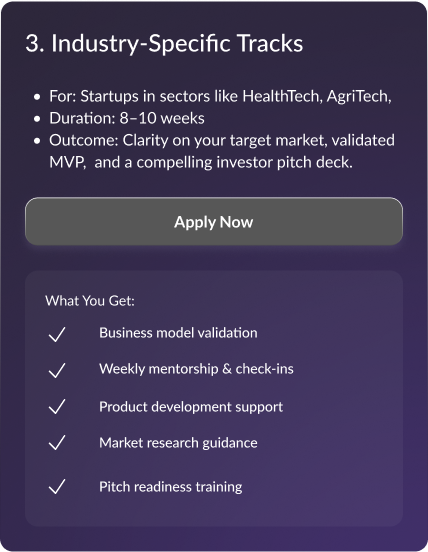 3. Industry-Specific Tracks
• For: Startups in sectors like HealthTech, AgriTech,
• Duration: 8–10 weeks
• Outcome: Clarity on your target market, validated
MVP,  and a compelling investor pitch deck.
Apply Now
What You Get:
Business model validation
Weekly mentorship & check-ins
Product development support
Market research guidance
Pitch readiness training